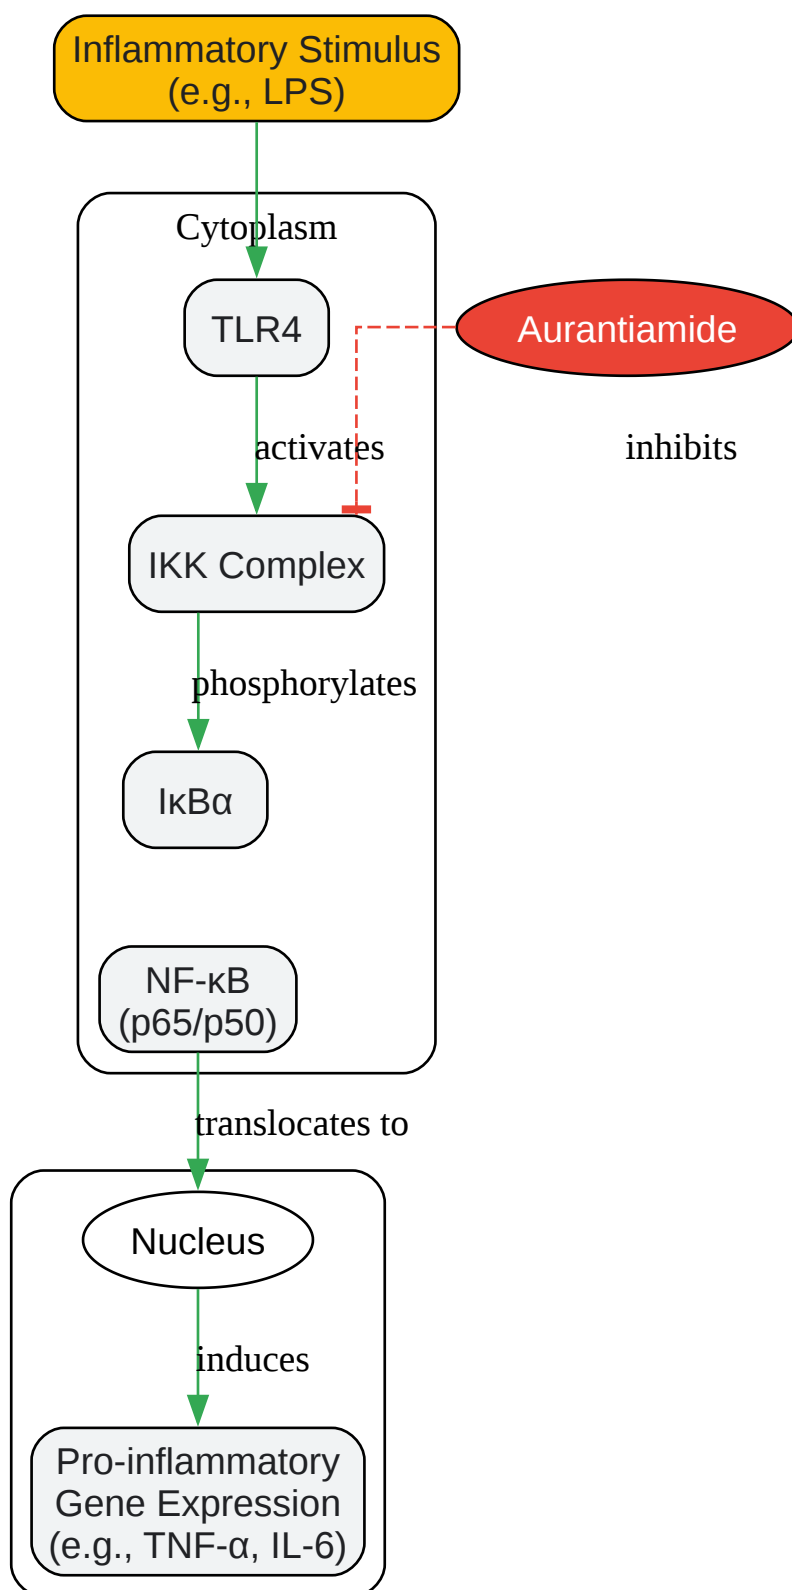 Inflammatory Stimulus
(e.g., LPS)
Cytoplasm
TLR4
Aurantiamide
activates
inhibits
IKK Complex
phosphorylates
IκBα
NF-κB
(p65/p50)
translocates to
Nucleus
induces
Pro-inflammatory
Gene Expression
(e.g., TNF-α, IL-6)